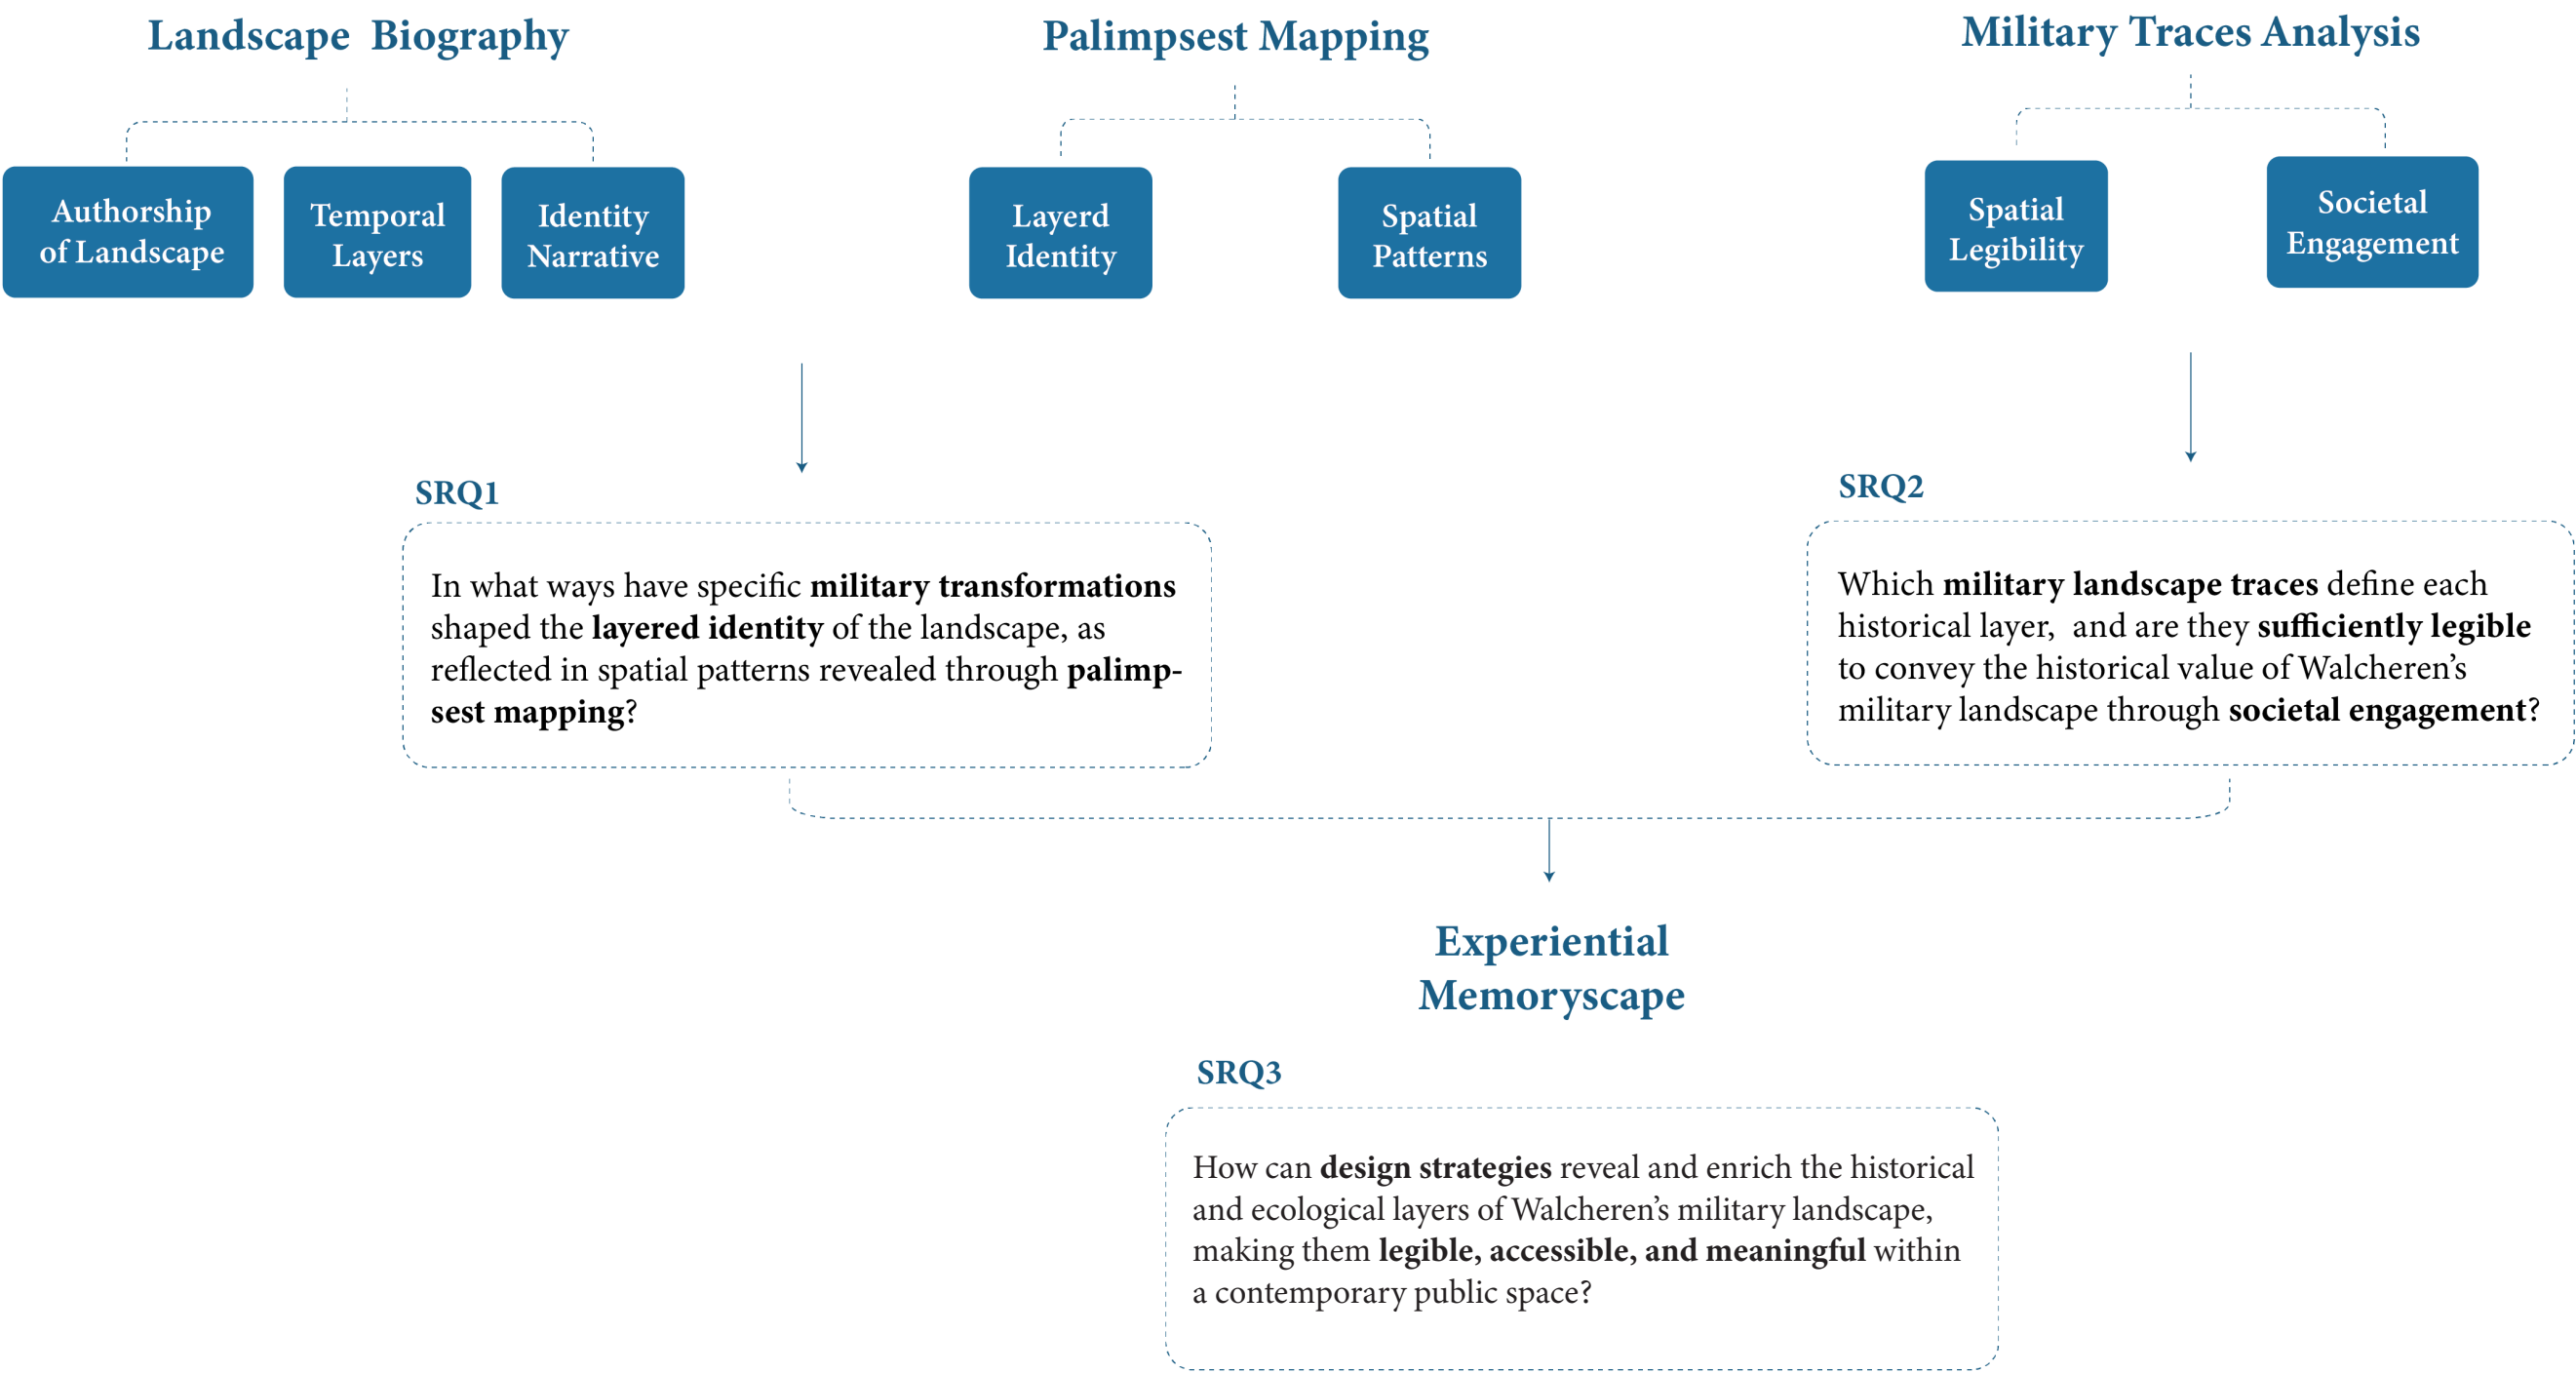 Landscape Biography
Palimpsest Mapping
Military Traces Analysis
Authorship
of Landscape
Temporal
Layers
Identity
Narrative
Layerd
Identity
Spatial
Patterns
Spatial
Legibility
Societal
Engagement
SRQ1
In what ways have specific military transformations
shaped the layered identity of the landscape, as
reflected in spatial patterns revealed through palimp-
sest mapping?
SRQ2
Which military landscape traces define each
historical layer, and are they sufficiently legible
to convey the historical value of Walcheren’s
military landscape through societal engagement?
Experiential
Memoryscape
SRQ3
How can design strategies reveal and enrich the historical
and ecological layers of Walcheren’s military landscape,
making them legible, accessible, and meaningful within
a contemporary public space?